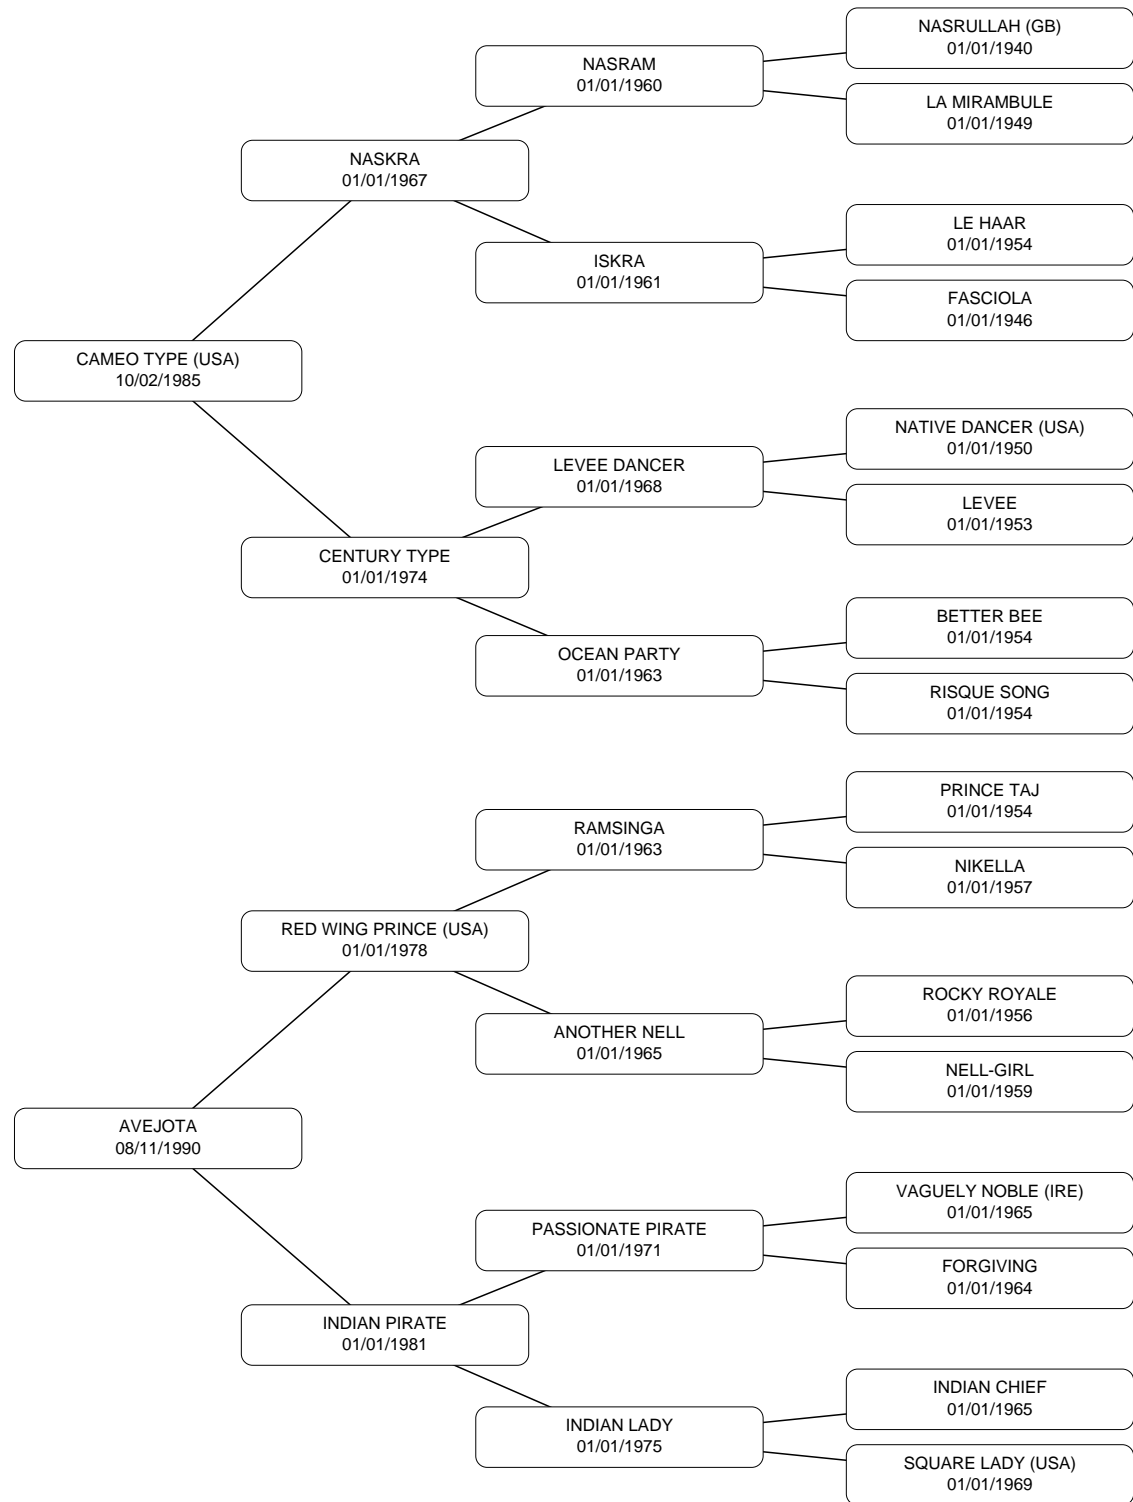 NASRULLAH (GB)
01/01/1940
NASRAM
01/01/1960
LA MIRAMBULE
01/01/1949
NASKRA
01/01/1967
LE HAAR
01/01/1954
ISKRA
01/01/1961
FASCIOLA
01/01/1946
CAMEO TYPE (USA)
10/02/1985
NATIVE DANCER (USA)
01/01/1950
LEVEE DANCER
01/01/1968
LEVEE
01/01/1953
CENTURY TYPE
01/01/1974
BETTER BEE
01/01/1954
OCEAN PARTY
01/01/1963
RISQUE SONG
01/01/1954
PRINCE TAJ
01/01/1954
RAMSINGA
01/01/1963
NIKELLA
01/01/1957
RED WING PRINCE (USA)
01/01/1978
ROCKY ROYALE
01/01/1956
ANOTHER NELL
01/01/1965
NELL-GIRL
01/01/1959
AVEJOTA
08/11/1990
VAGUELY NOBLE (IRE)
01/01/1965
PASSIONATE PIRATE
01/01/1971
FORGIVING
01/01/1964
INDIAN PIRATE
01/01/1981
INDIAN CHIEF
01/01/1965
INDIAN LADY
01/01/1975
SQUARE LADY (USA)
01/01/1969